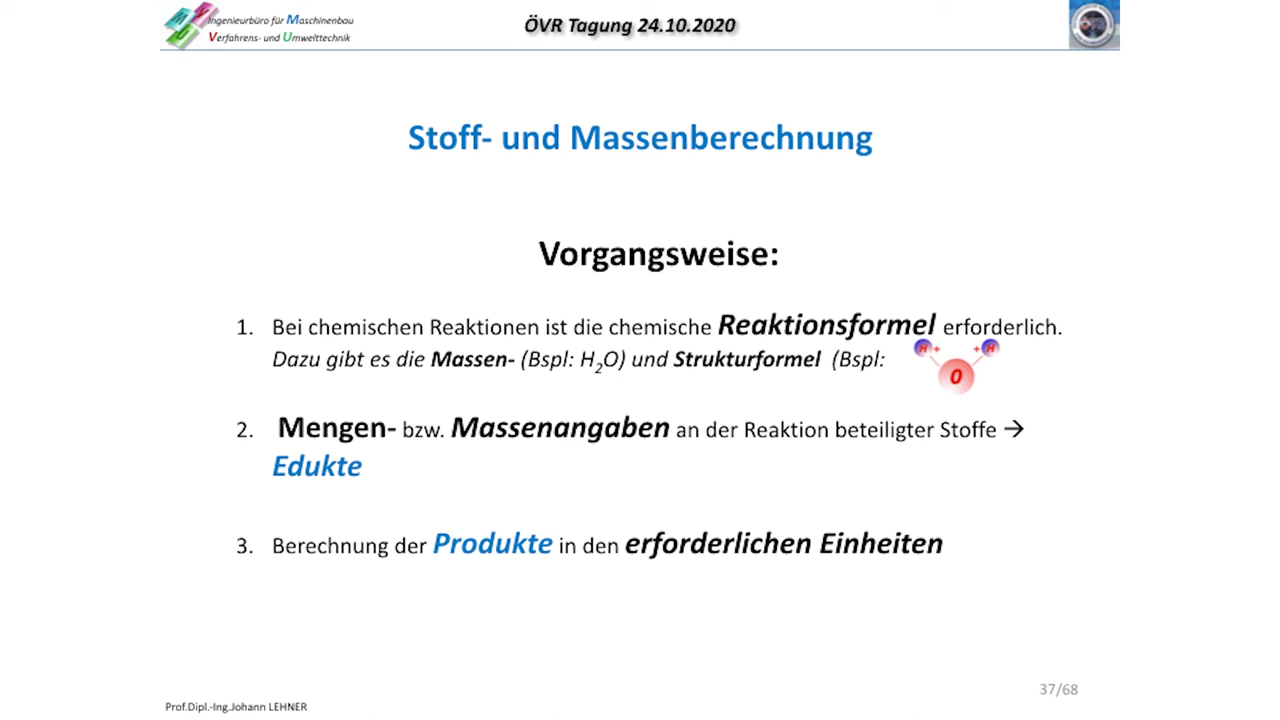 Ingenieurbüro für Maschinenbau
Verfahrens- und Umwelttechnik
ÖVR Tagung 24.10.2020
Stoff- und Massenberechnung
Vorgangsweise:
1. Bei chemischen Reaktionen ist die chemische Reaktionsformel erforderlich.
Dazu gibt es die Massen- (Bspl: H₂O) und Strukturformel (Bspl:
H + + H
O
2. Mengen- bzw. Massenangaben an der Reaktion beteiligter Stoffe →
Edukte
3. Berechnung der Produkte in den erforderlichen Einheiten
37/68
Prof.Dipl.-Ing.Johann LEHNER